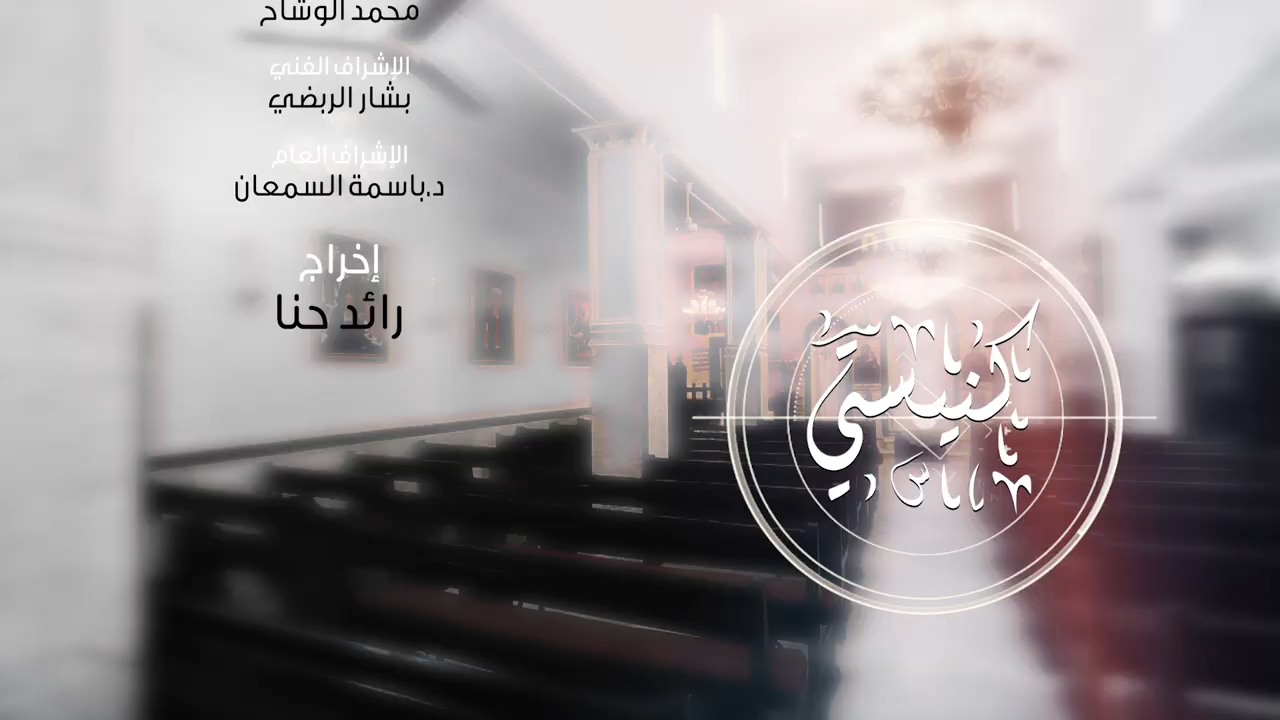 محمد الوشاح
الإشراف الفني
بشار الربضي
الإشراف العام
د.باسمة السمعان
إخراج
رائد حنا
كنيستي